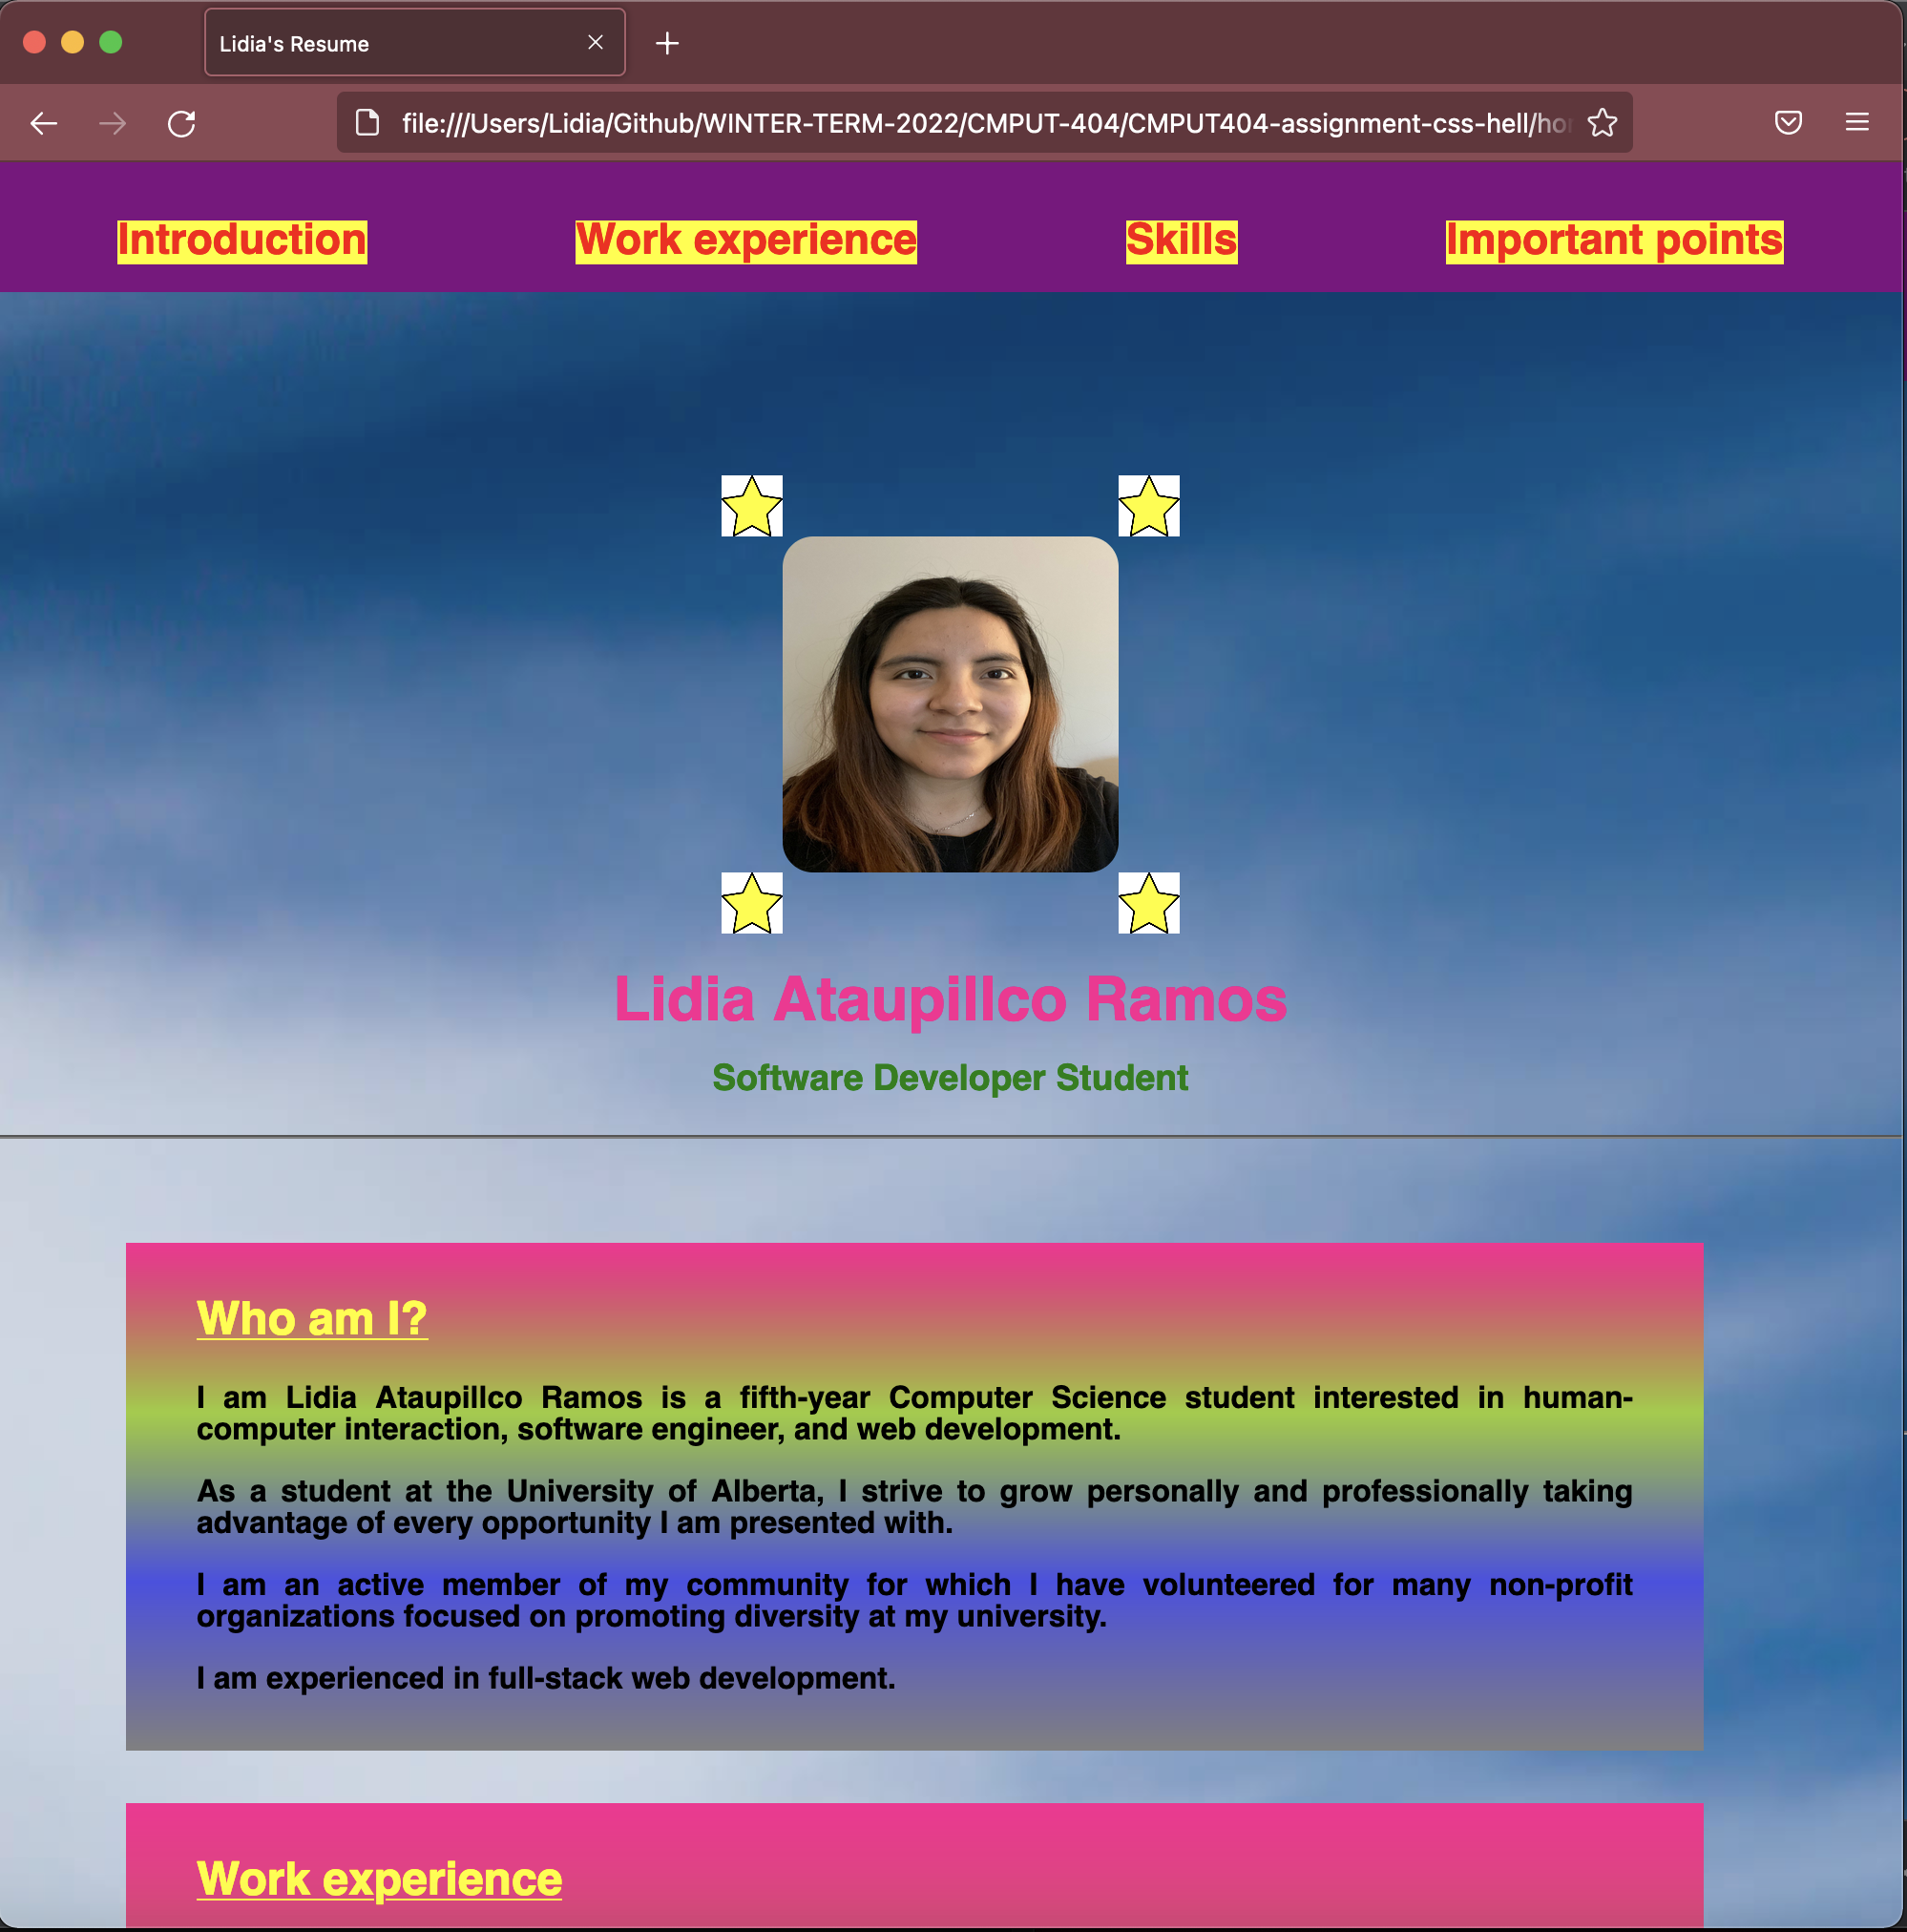 Lidia's Resume
file:///Users/Lidia/Github/WINTER-TERM-2022/CMPUT-404/CMPUT404-assignment-css-hell/ho
Introduction Work experience Skills Important points
Lidia Ataupillco Ramos
Software Developer Student
Who am I?
I am Lidia Ataupillco Ramos is a fifth-year Computer Science student interested in human-
computer interaction, software engineer, and web development.
As a student at the University of Alberta, I strive to grow personally and professionally taking
advantage of every opportunity I am presented with.
I am an active member of my community for which I have volunteered for many non-profit
organizations focused on promoting diversity at my university.
I am experienced in full-stack web development.
Work experience